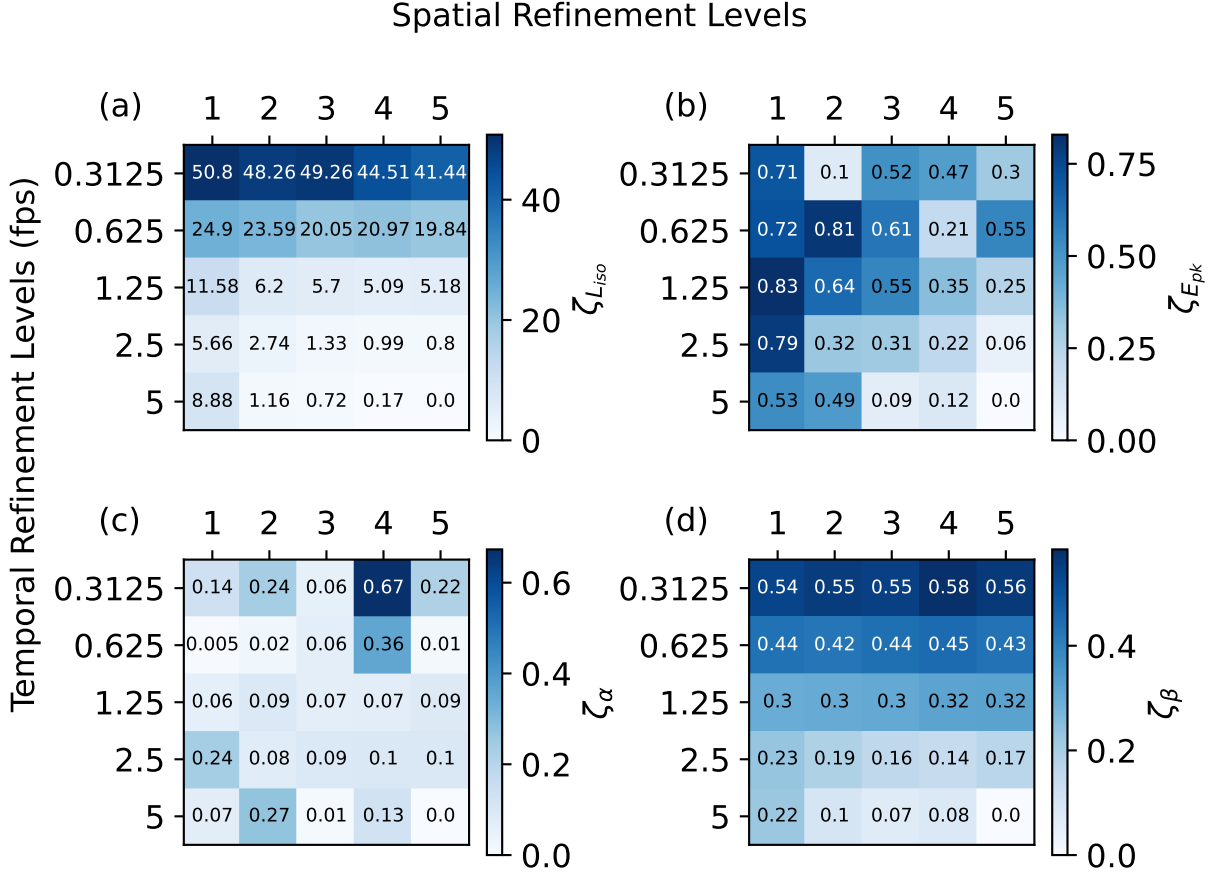 Spatial Refinement Levels
Temporal Refinement Levels (fps)
(a)
1 2 3 4 5
0.3125 50.8 48.26 49.26 44.51 41.44
0.625 24.9 23.59 20.05 20.97 19.84
1.25 11.58 6.2 5.7 5.09 5.18
2.5 5.66 2.74 1.33 0.99 0.8
5 8.88 1.16 0.72 0.17 0.0
40
20
0
ζ_{L_{iso}}
(b)
1 2 3 4 5
0.3125 0.71 0.1 0.52 0.47 0.3
0.625 0.72 0.81 0.61 0.21 0.55
1.25 0.83 0.64 0.55 0.35 0.25
2.5 0.79 0.32 0.31 0.22 0.06
5 0.53 0.49 0.09 0.12 0.0
0.75
0.50
0.25
0.00
ζ_{E_{pk}}
(c)
1 2 3 4 5
0.3125 0.14 0.24 0.06 0.67 0.22
0.625 0.005 0.02 0.06 0.36 0.01
1.25 0.06 0.09 0.07 0.07 0.09
2.5 0.24 0.08 0.09 0.1 0.1
5 0.07 0.27 0.01 0.13 0.0
0.6
0.4
0.2
0.0
ζ_α
(d)
1 2 3 4 5
0.3125 0.54 0.55 0.55 0.58 0.56
0.625 0.44 0.42 0.44 0.45 0.43
1.25 0.3 0.3 0.3 0.32 0.32
2.5 0.23 0.19 0.16 0.14 0.17
5 0.22 0.1 0.07 0.08 0.0
0.4
0.2
0.0
ζ_β